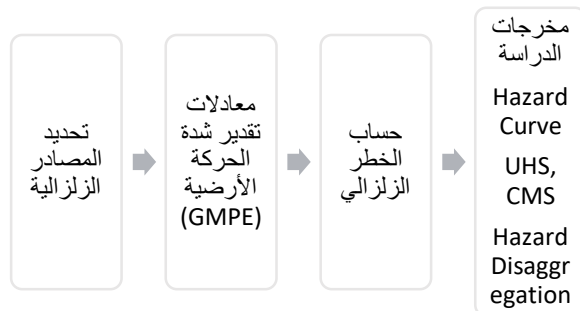 تحديد
المصادر
الزلزالية
معادلات
تقدير شدة
الحركة
الأرضية
(GMPE)
حساب
الخطر
الزلزالي
مخرجات
الدراسة
Hazard
Curve
UHS,
CMS
Hazard
Disaggr
egation